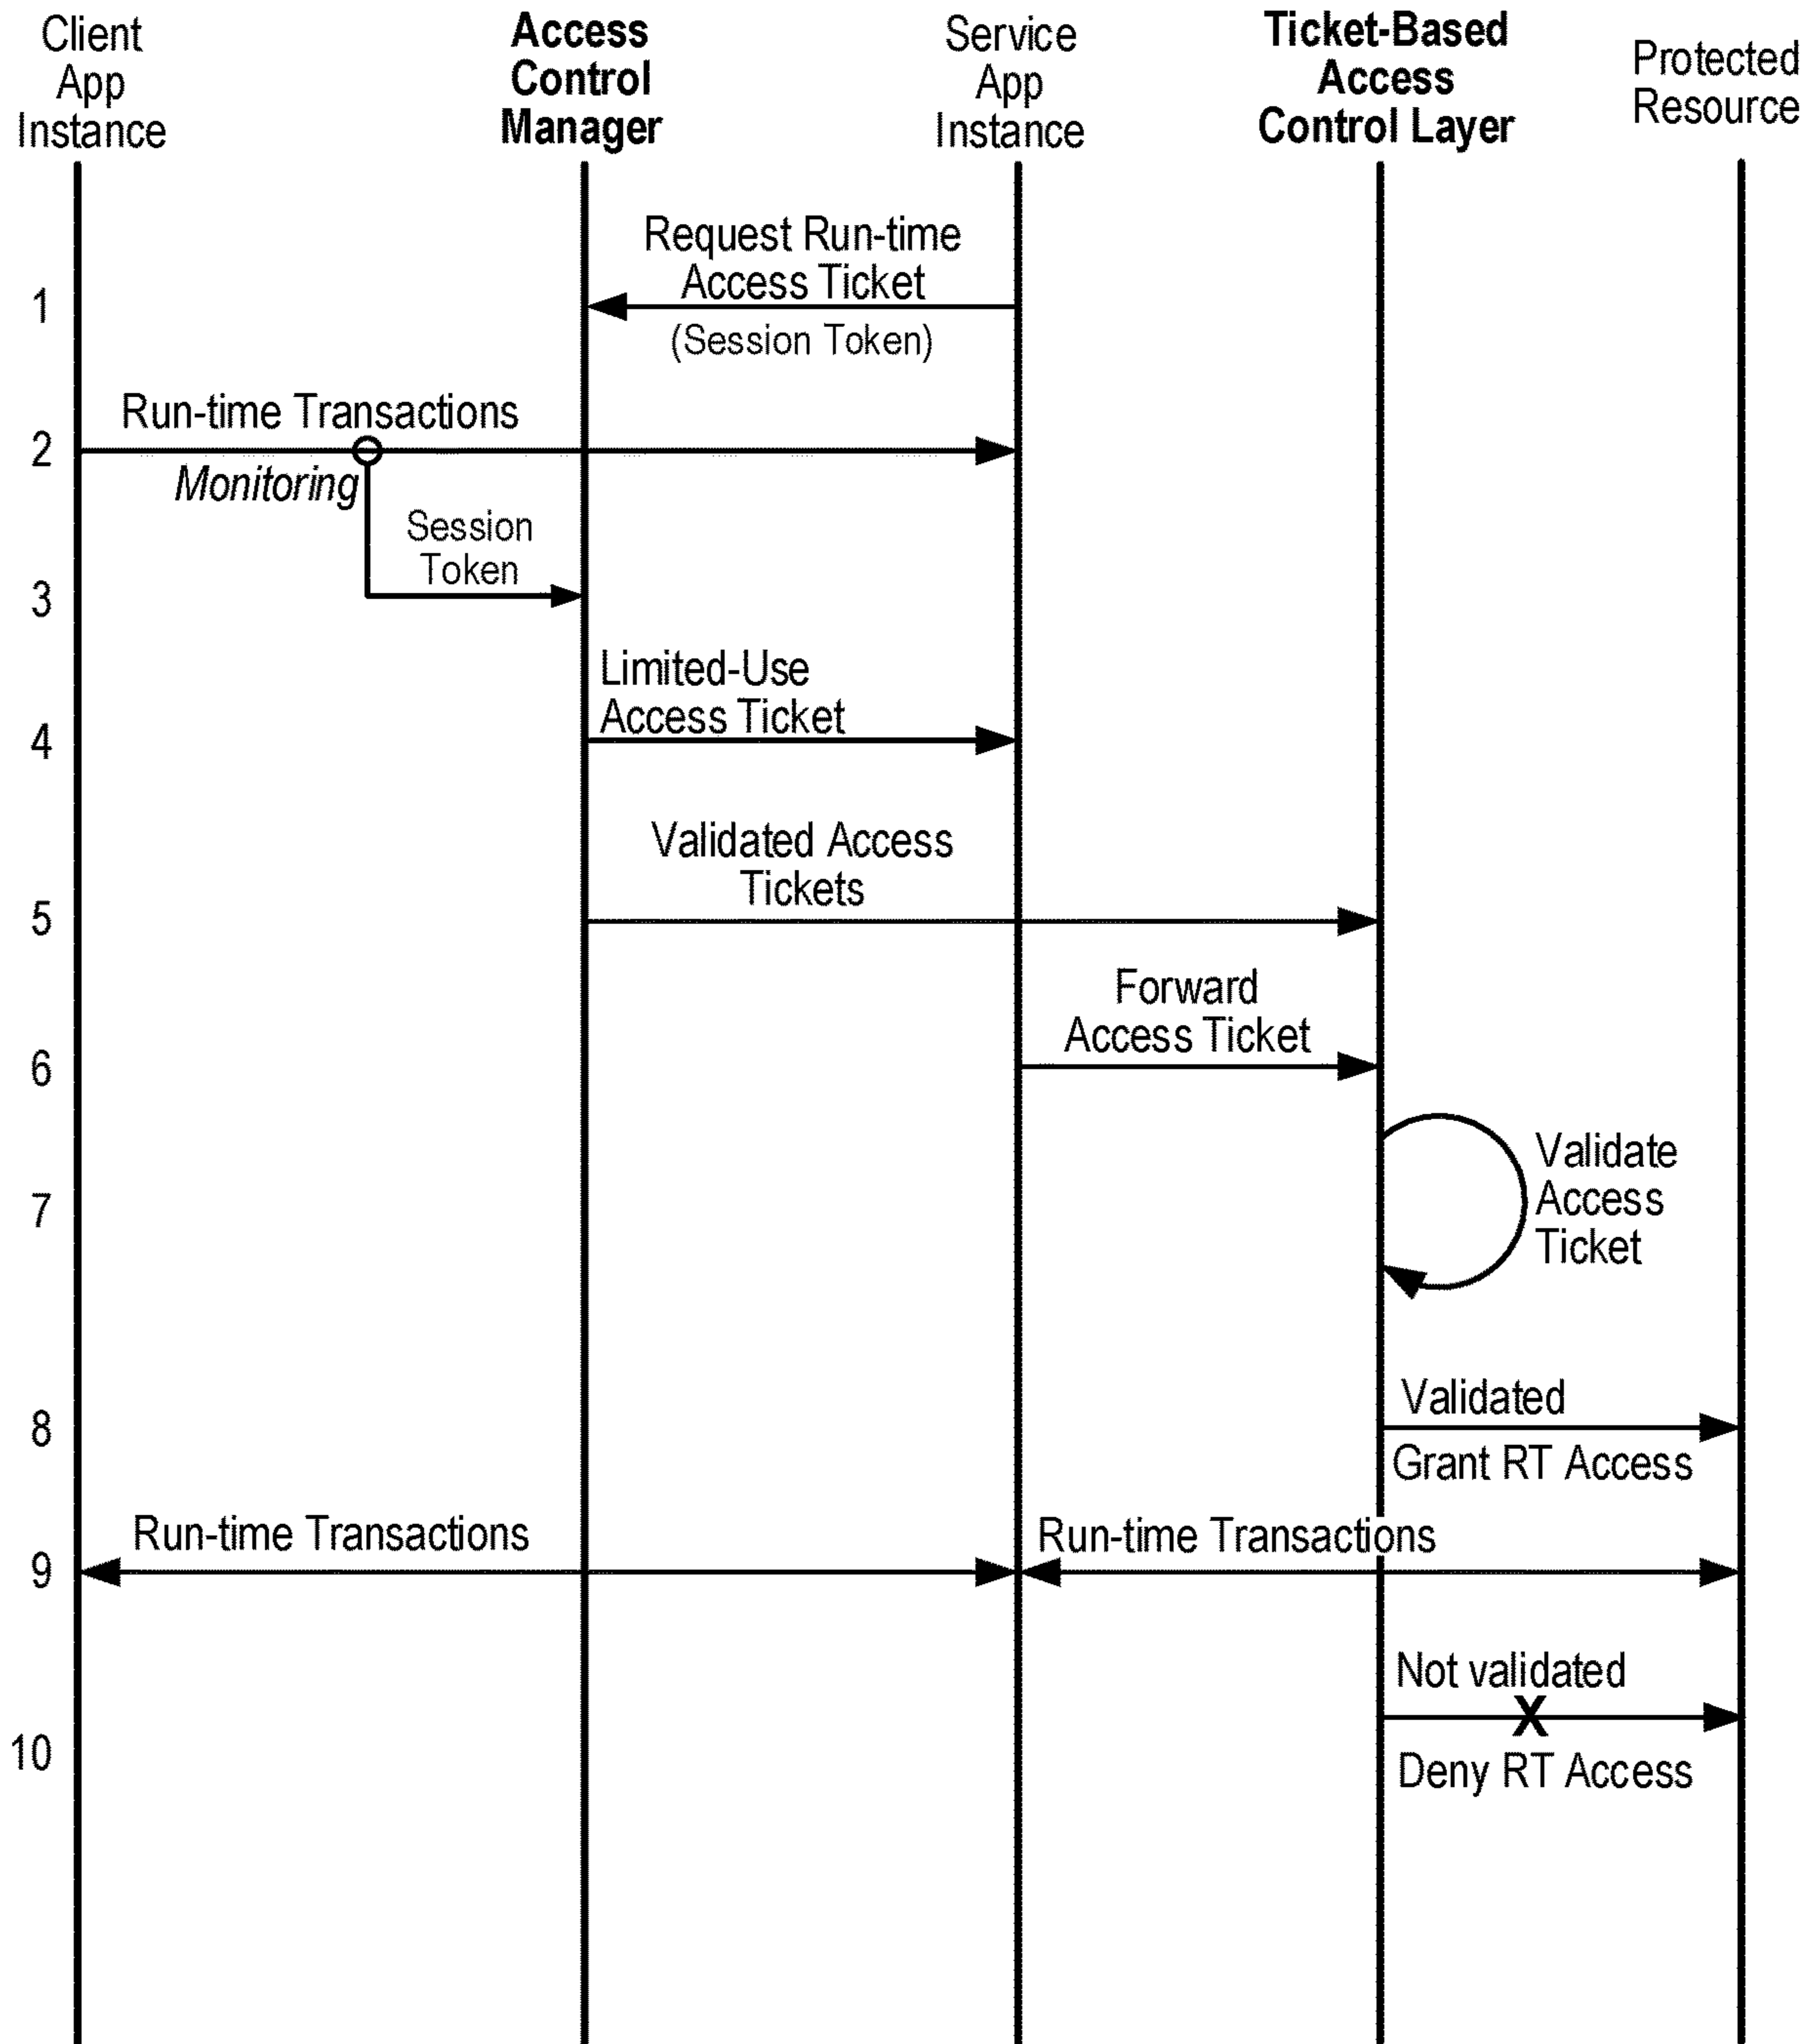 Client
App
Instance
Access
Control
Manager
Service
App
Instance
Ticket-Based
Access
Control Layer
Protected
Resource
Request Run-time
Access Ticket
1
(Session Token)
Run-time Transactions
2
Monitoring
Session
Token
3
Limited-Use
Access Ticket
4
Validated Access
Tickets
5
Forward
Access Ticket
6
Validate
Access
Ticket
7
Validated
8
Grant RT Access
Run-time Transactions
Run-time Transactions
9
Not validated
X
10
Deny RT Access